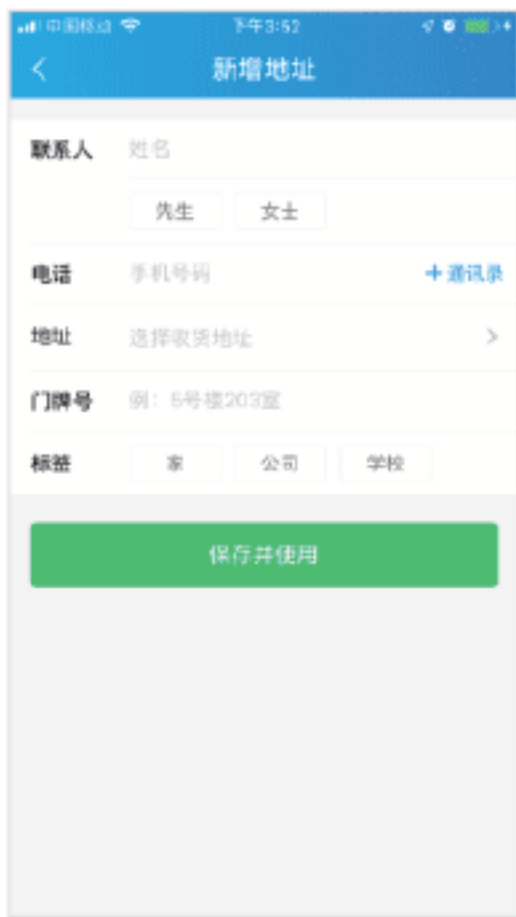 中国移动 下午3:52
新增地址
联系人 姓名
先生 女士
电话 手机号码 +通讯录
地址 选择收货地址
门牌号 例：5号楼203室
标签 家 公司 学校
保存并使用